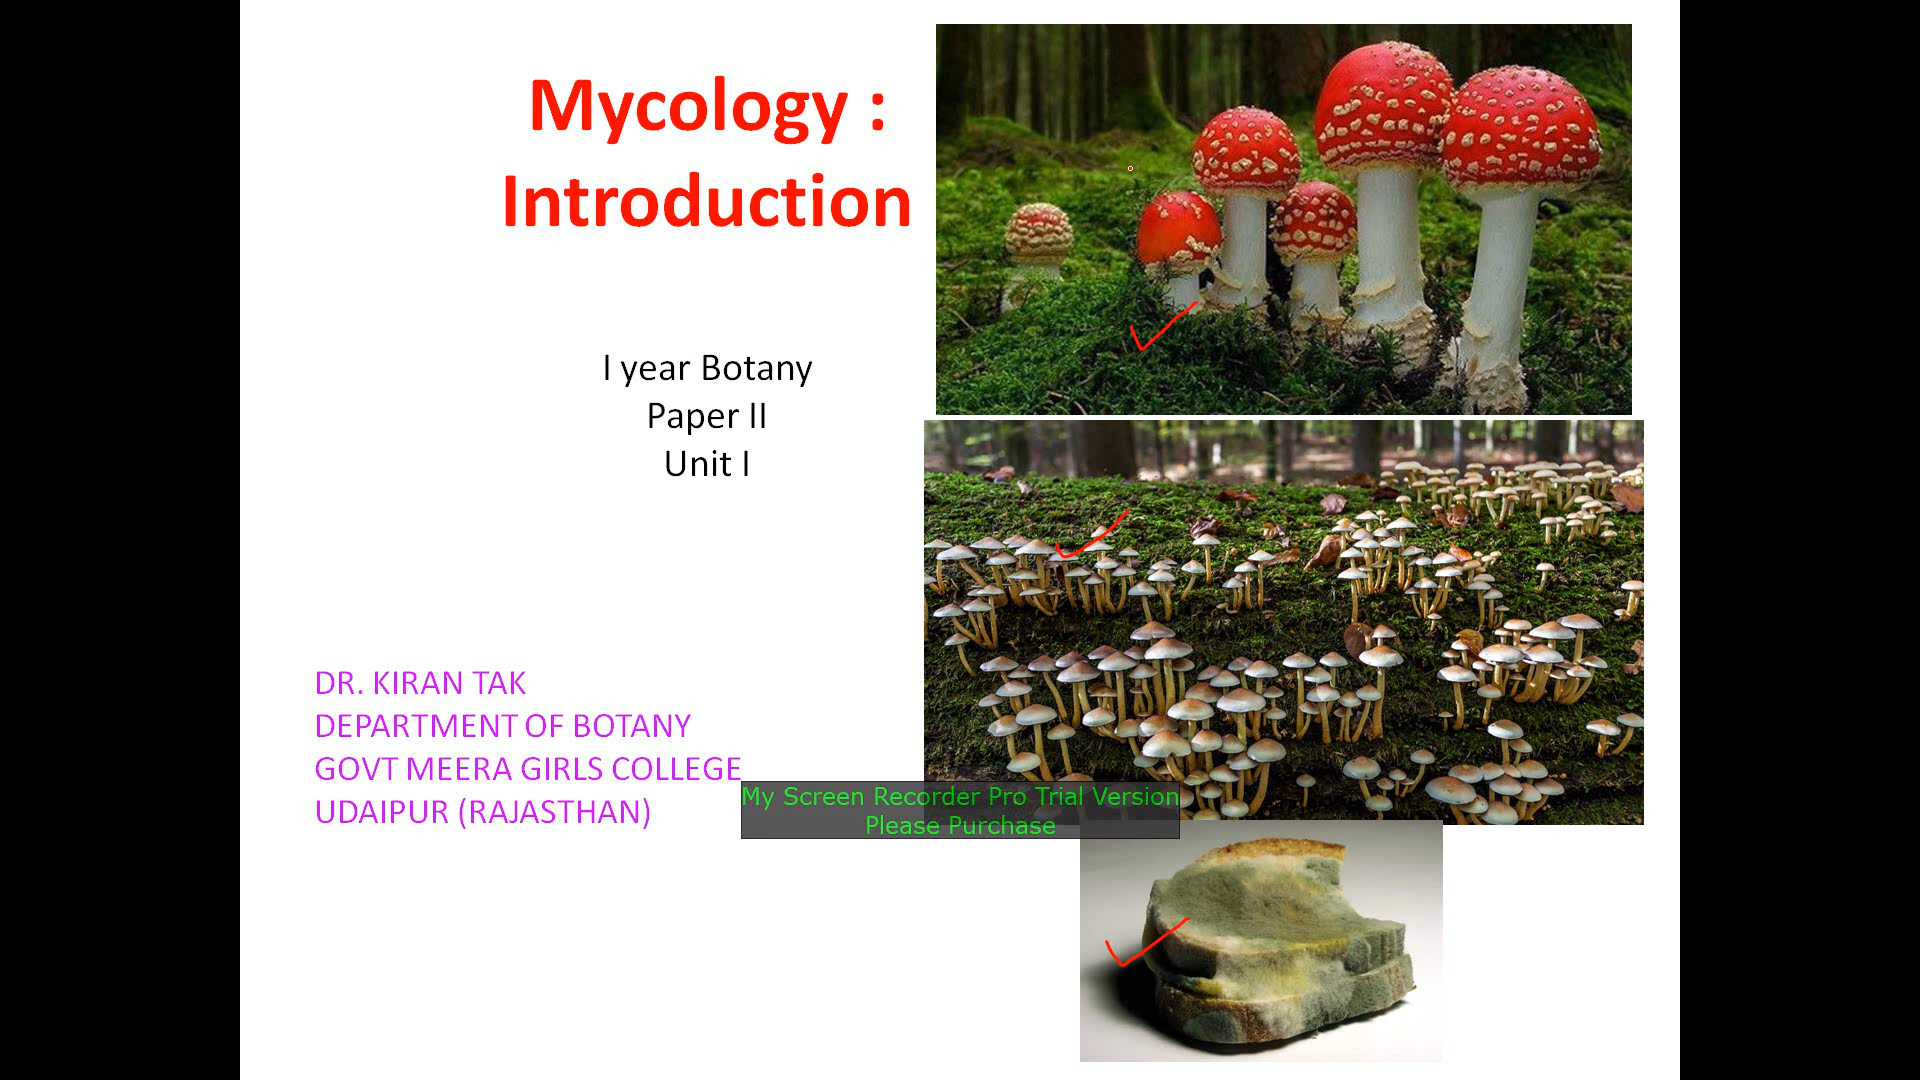 Mycology :
Introduction
I year Botany
Paper II
Unit I
DR. KIRAN TAK
DEPARTMENT OF BOTANY
GOVT MEERA GIRLS COLLEGE
UDAIPUR (RAJASTHAN)
My Screen Recorder Pro Trial Version
Please Purchase